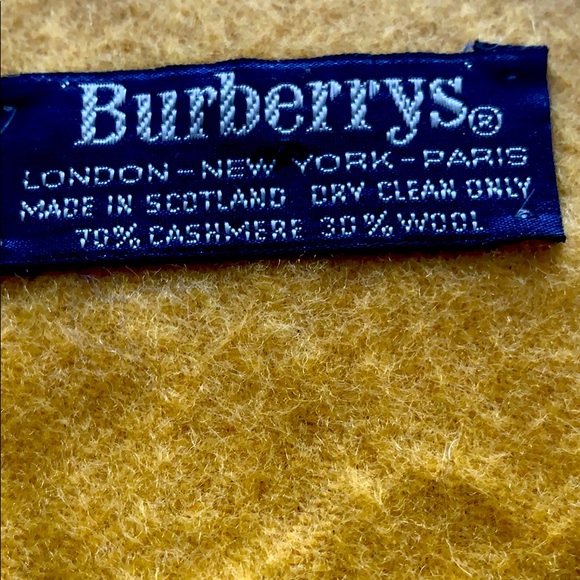 Burberrys®
LONDON - NEW YORK - PARIS
MADE IN SCOTLAND DRY CLEAN ONLY
70% CASHMERE 30% WOOL